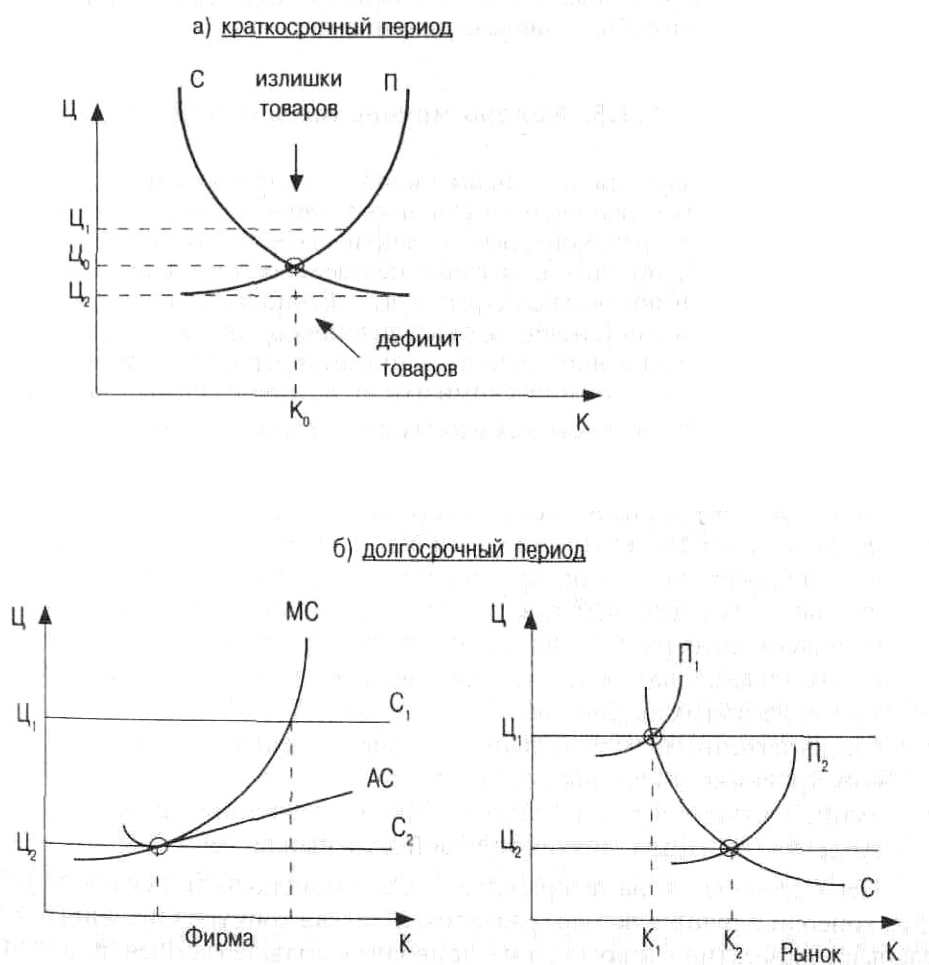 а) краткосрочный период
С
излишки
товаров
П
Ц
Ц₁
Ц₀
Ц₂
дефицит
товаров
К₀
К
б) долгосрочный период
Ц
МС
Ц₁
С₁
АС
Ц₂
С₂
Фирма
К
Ц
П₁
Ц₁
П₂
Ц₂
С
К₁
К₂
Рынок
К